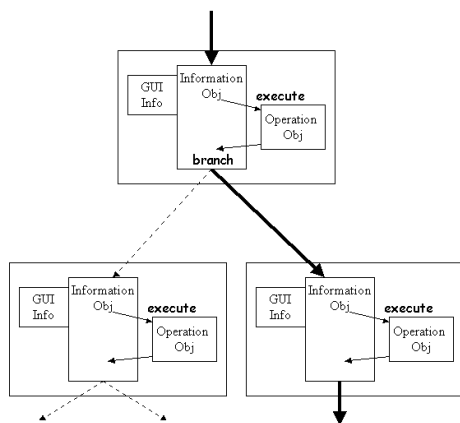 Information
Obj
GUI
Info
execute
Operation
Obj
branch
GUI
Info
Information
Obj
execute
Operation
Obj
GUI
Info
Information
Obj
execute
Operation
Obj